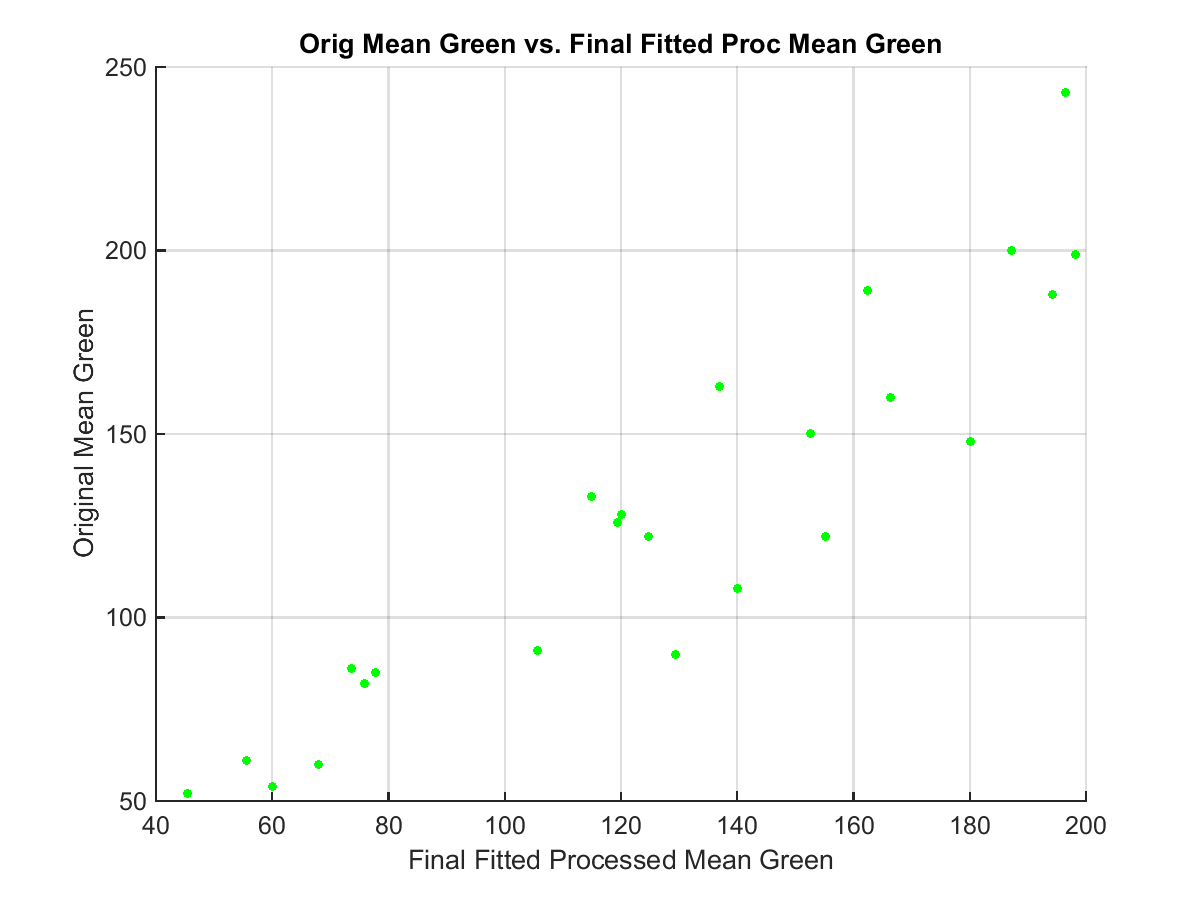 Orig Mean Green vs. Final Fitted Proc Mean Green
250
200
150
100
50
Original Mean Green
40 60 80 100 120 140 160 180 200
Final Fitted Processed Mean Green